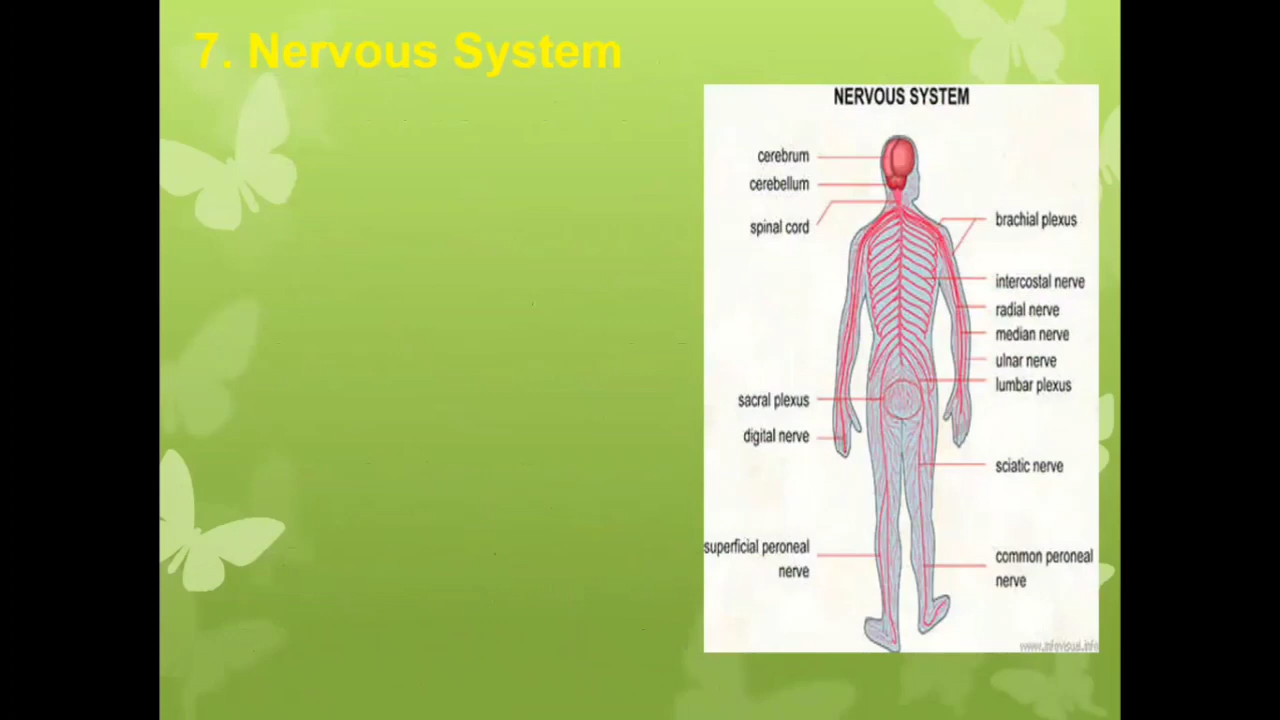 7. Nervous System
NERVOUS SYSTEM
cerebrum
cerebellum
spinal cord
brachial plexus
intercostal nerve
radial nerve
median nerve
ulnar nerve
lumbar plexus
sacral plexus
digital nerve
sciatic nerve
superficial peroneal
nerve
common peroneal
nerve